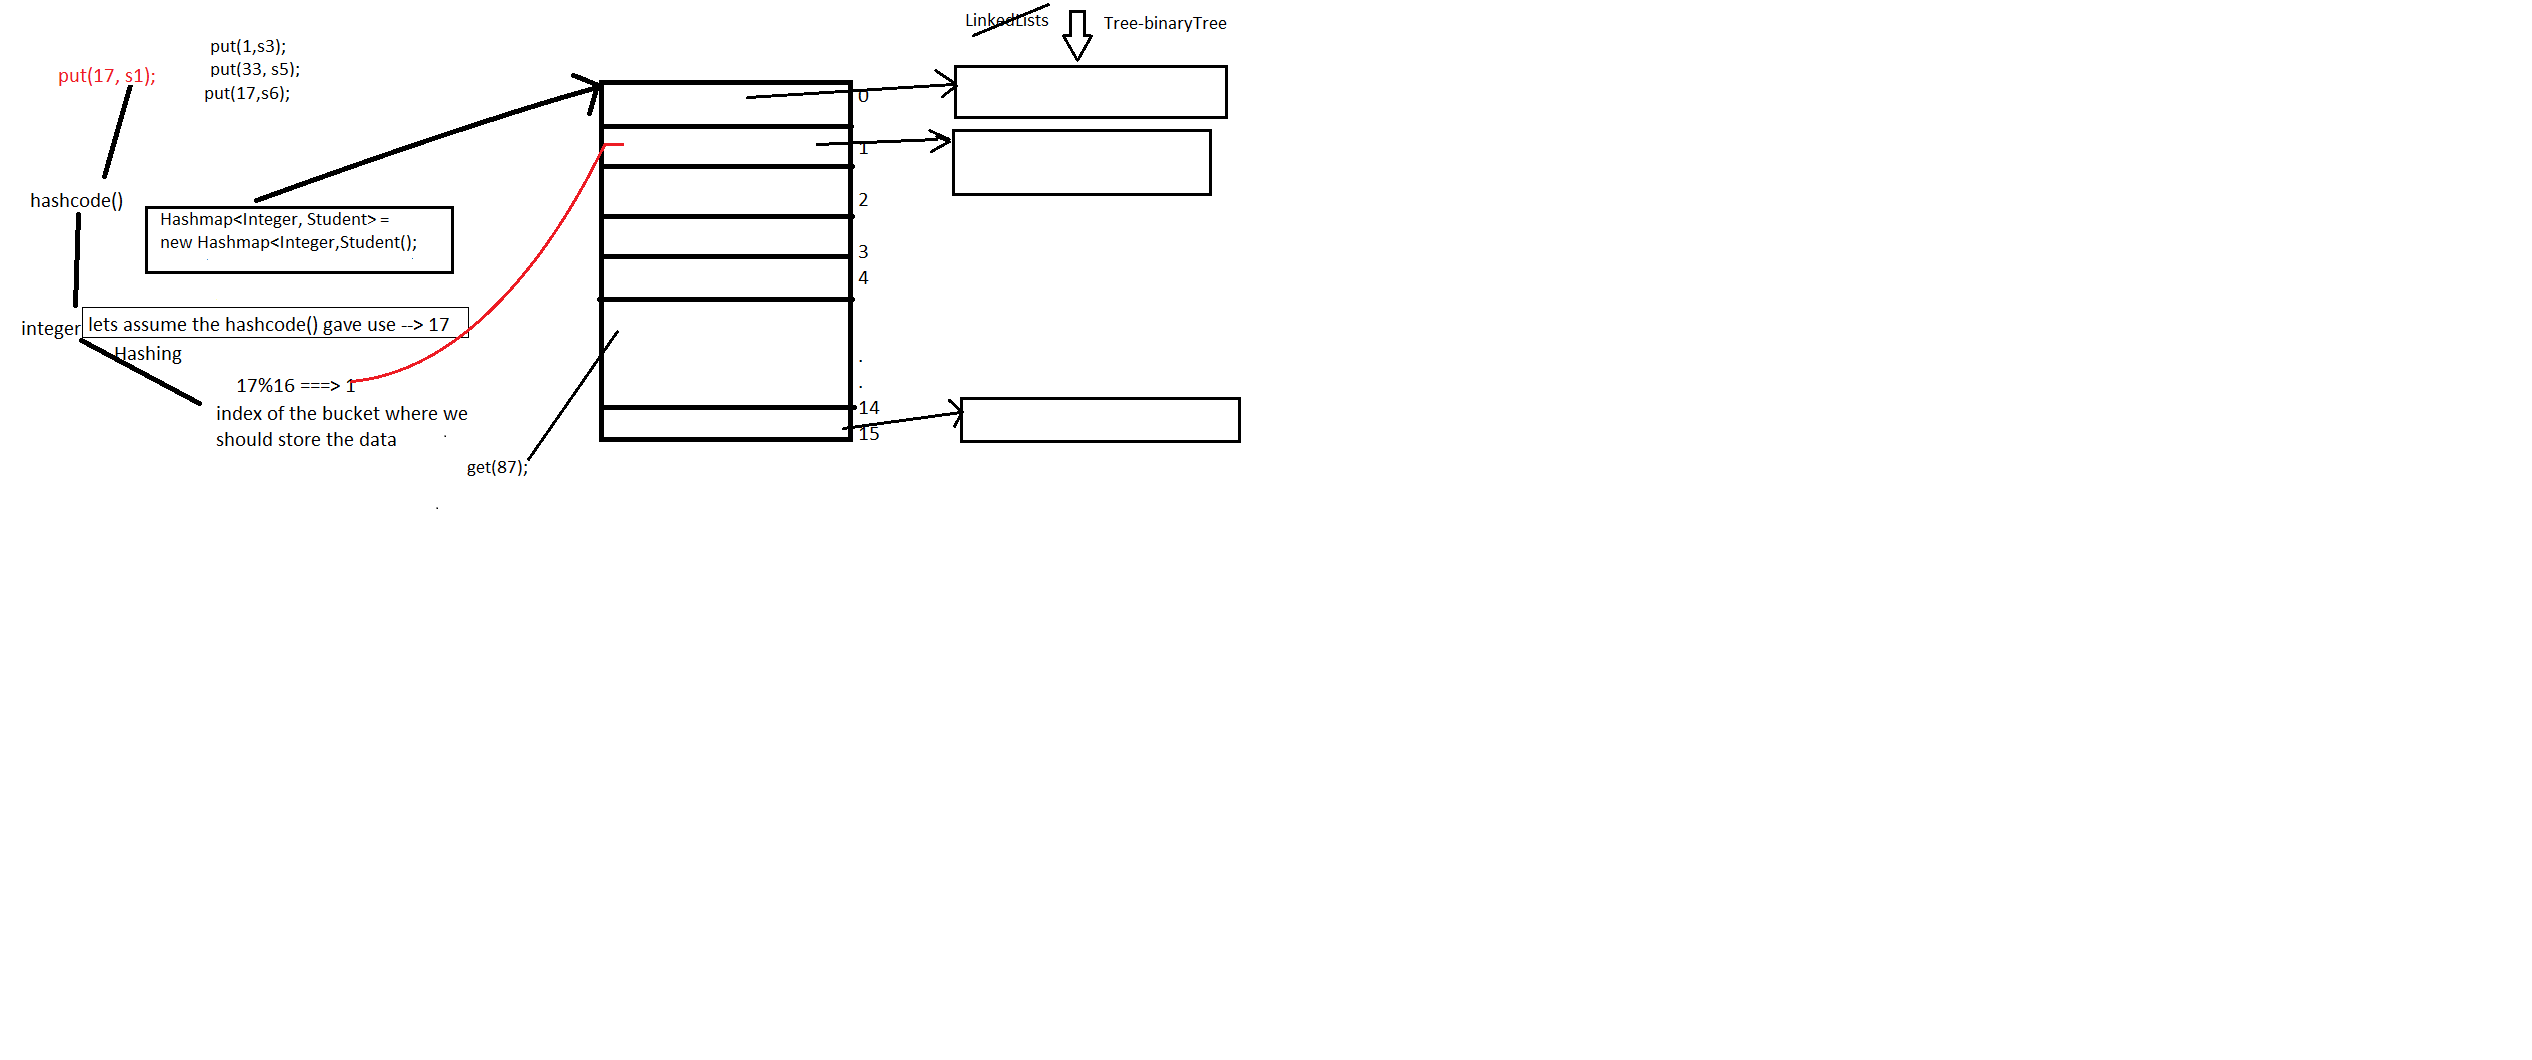 LinkedLists
Tree-binaryTree
put(1,s3);
put(33, s5);
put(17,s6);
put(17, s1);
hashcode()
Hashmap<Integer, Student> =
new Hashmap<Integer,Student();
integer
lets assume the hashcode() gave use --> 17
Hashing
17%16 ===> 1
index of the bucket where we
should store the data
get(87);
0
1
2
3
4
.
.
14
15